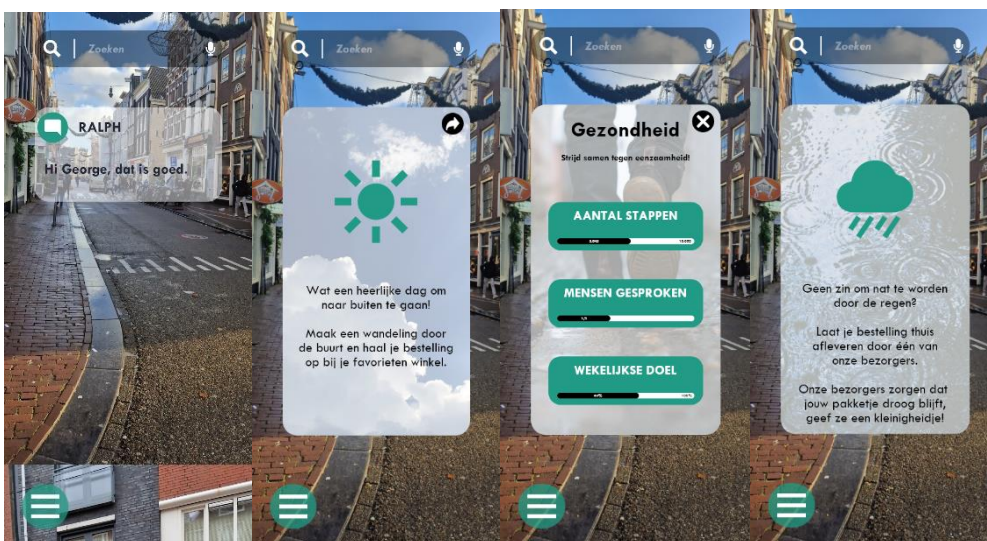 Zoeken
RALPH
Hi George, dat is goed.
Zoeken
Wat een heerlijke dag om
naar buiten te gaan!
Maak een wandeling door
de buurt en haal je bestelling
op bij je favorieten winkel.
Zoeken
Gezondheid
Strijd samen tegen eenzaamheid!
AANTAL STAPPEN
MENSEN GESPROKEN
WEKELIJKSE DOEL
Zoeken
Geen zin om nat te worden
door de regen?
Laat je bestelling thuis
afleveren door één van
onze bezorgers.
Onze bezorgers zorgen dat
jouw pakketje droog blijft,
geef ze een kleinigheidje!